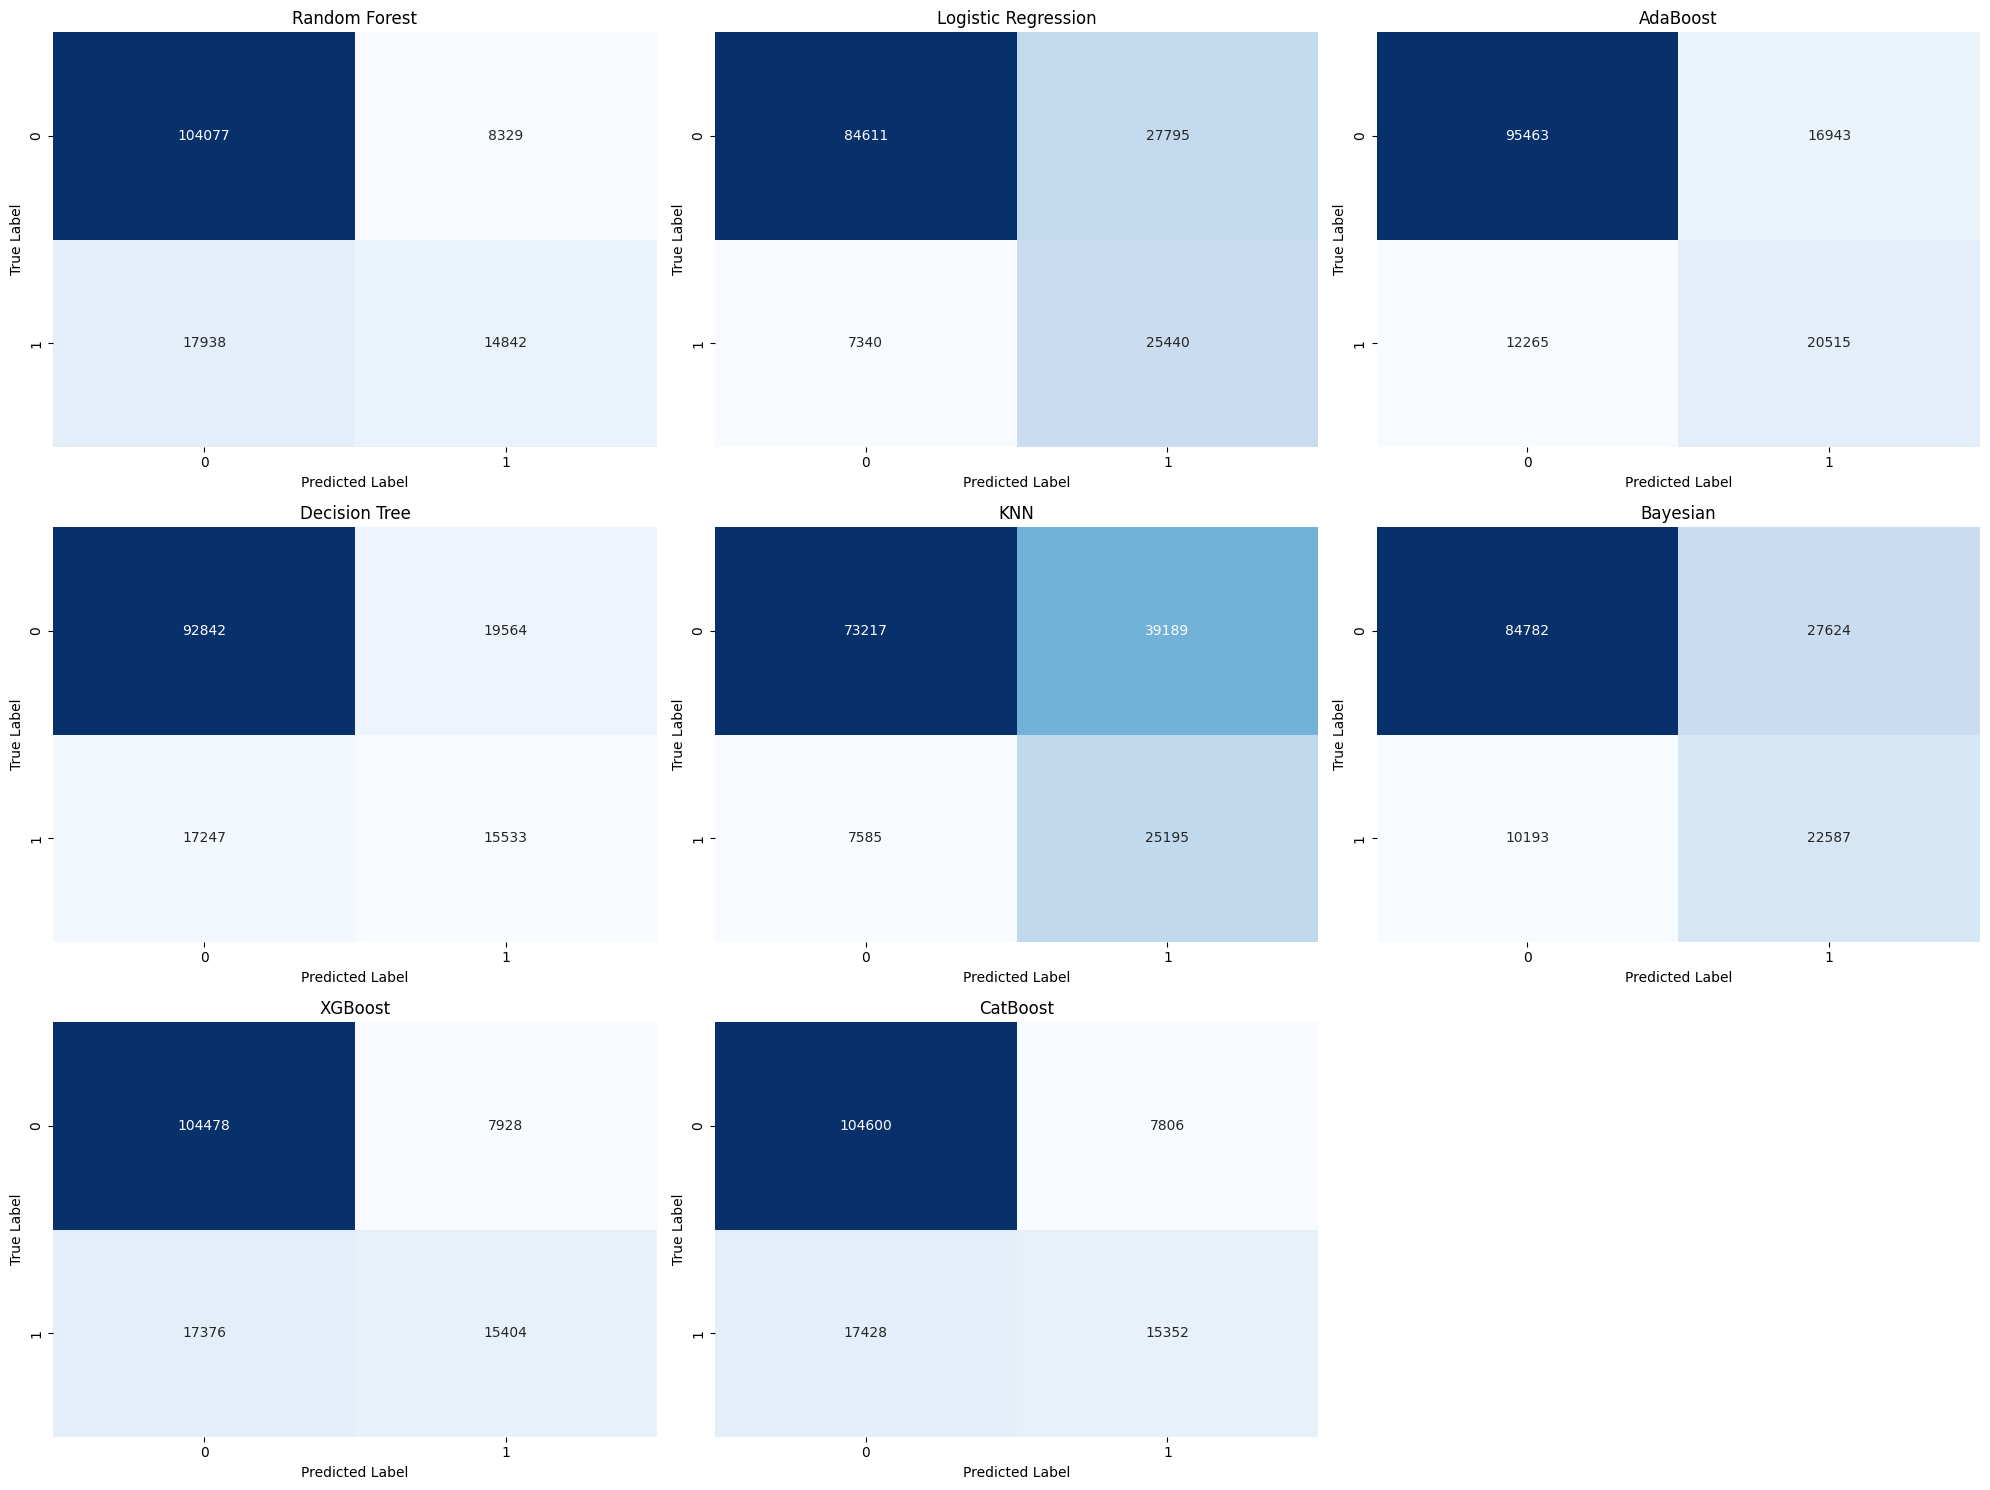 Random Forest
True Label
0
104077
8329
1
17938
14842
0
1
Predicted Label
Logistic Regression
True Label
0
84611
27795
1
7340
25440
0
1
Predicted Label
AdaBoost
True Label
0
95463
16943
1
12265
20515
0
1
Predicted Label
Decision Tree
True Label
0
92842
19564
1
17247
15533
0
1
Predicted Label
KNN
True Label
0
73217
39189
1
7585
25195
0
1
Predicted Label
Bayesian
True Label
0
84782
27624
1
10193
22587
0
1
Predicted Label
XGBoost
True Label
0
104478
7928
1
17376
15404
0
1
Predicted Label
CatBoost
True Label
0
104600
7806
1
17428
15352
0
1
Predicted Label